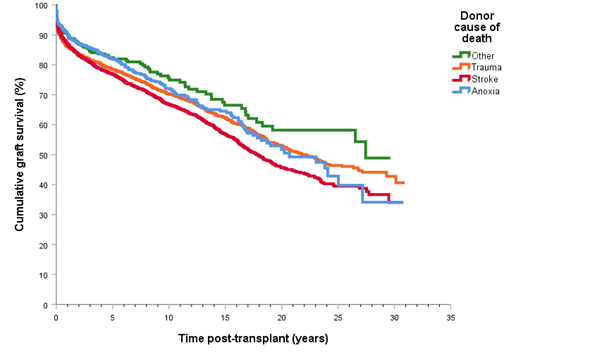 Donor
cause of
death
Other
Trauma
Stroke
Anoxia
Cumulative graft survival (%)
100
90
80
70
60
50
40
30
20
10
0
0 5 10 15 20 25 30 35
Time post-transplant (years)